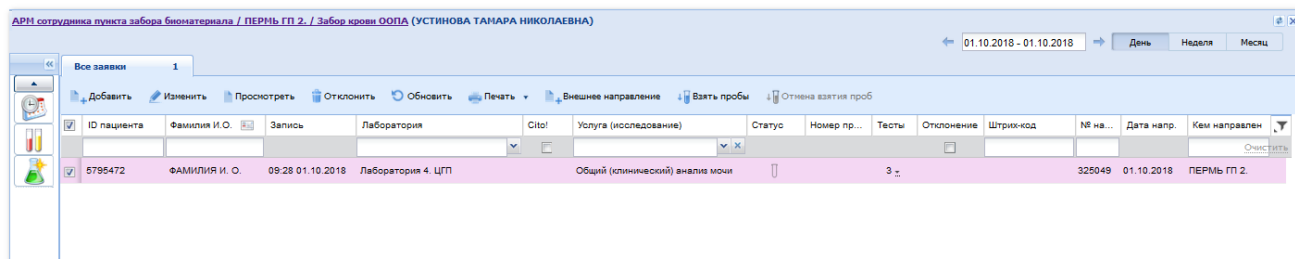 АРМ сотрудника пункта забора биоматериала / ПЕРМЬ ГП 2. / Забор крови ООПА (УСТИНОВА ТАМАРА НИКОЛАЕВНА)
01.10.2018 - 01.10.2018 День Неделя Месяц
Все заявки 1
Добавить Изменить Просмотреть Отклонить Обновить Печать Внешнее направление Взять пробы Отмена взятия проб
ID пациента Фамилия И.О. Запись Лаборатория Cito! Услуга (исследование) Статус Номер пр... Тесты Отклонение Штрих-код № на... Дата напр. Кем направлен
Очистить
5795472 ФАМИЛИЯ И. О. 09:28 01.10.2018 Лаборатория 4. ЦГП Общий (клинический) анализ мочи 3 325049 01.10.2018 ПЕРМЬ ГП 2.